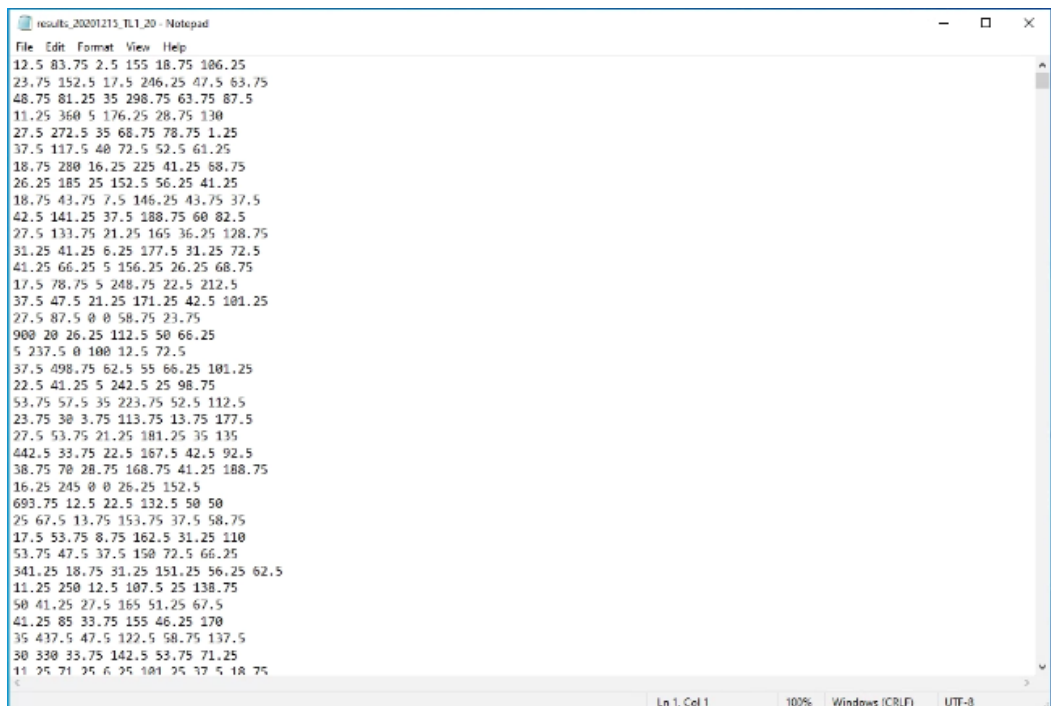 results_20201215_TL1_20 - Notepad
File Edit Format View Help
12.5 83.75 2.5 155 18.75 106.25
23.75 152.5 17.5 246.25 47.5 63.75
48.75 81.25 35 298.75 63.75 87.5
11.25 360 5 176.25 28.75 130
27.5 272.5 35 68.75 78.75 1.25
37.5 117.5 40 72.5 52.5 61.25
18.75 280 16.25 225 41.25 68.75
26.25 185 25 152.5 56.25 41.25
18.75 43.75 7.5 146.25 43.75 37.5
42.5 141.25 37.5 188.75 60 82.5
27.5 133.75 21.25 165 36.25 128.75
31.25 41.25 6.25 177.5 31.25 72.5
41.25 66.25 5 156.25 26.25 68.75
17.5 78.75 5 248.75 22.5 212.5
37.5 47.5 21.25 171.25 42.5 101.25
27.5 87.5 0 0 58.75 23.75
900 20 26.25 112.5 50 66.25
5 237.5 0 100 12.5 72.5
37.5 498.75 62.5 55 66.25 101.25
22.5 41.25 5 242.5 25 98.75
53.75 57.5 35 223.75 52.5 112.5
23.75 30 3.75 113.75 13.75 177.5
27.5 53.75 21.25 181.25 35 135
442.5 33.75 22.5 167.5 42.5 92.5
38.75 70 28.75 168.75 41.25 188.75
16.25 245 0 0 26.25 152.5
693.75 12.5 22.5 132.5 50 50
25 67.5 13.75 153.75 37.5 58.75
17.5 53.75 8.75 162.5 31.25 110
53.75 47.5 37.5 150 72.5 66.25
341.25 18.75 31.25 151.25 56.25 62.5
11.25 250 12.5 107.5 25 138.75
50 41.25 27.5 165 51.25 67.5
41.25 85 33.75 155 46.25 170
35 437.5 47.5 122.5 58.75 137.5
30 330 33.75 142.5 53.75 71.25
11.25 71.25 6.25 101.25 37.5 18.75
Ln 1, Col 1 100% Windows (CRLF) UTF-8